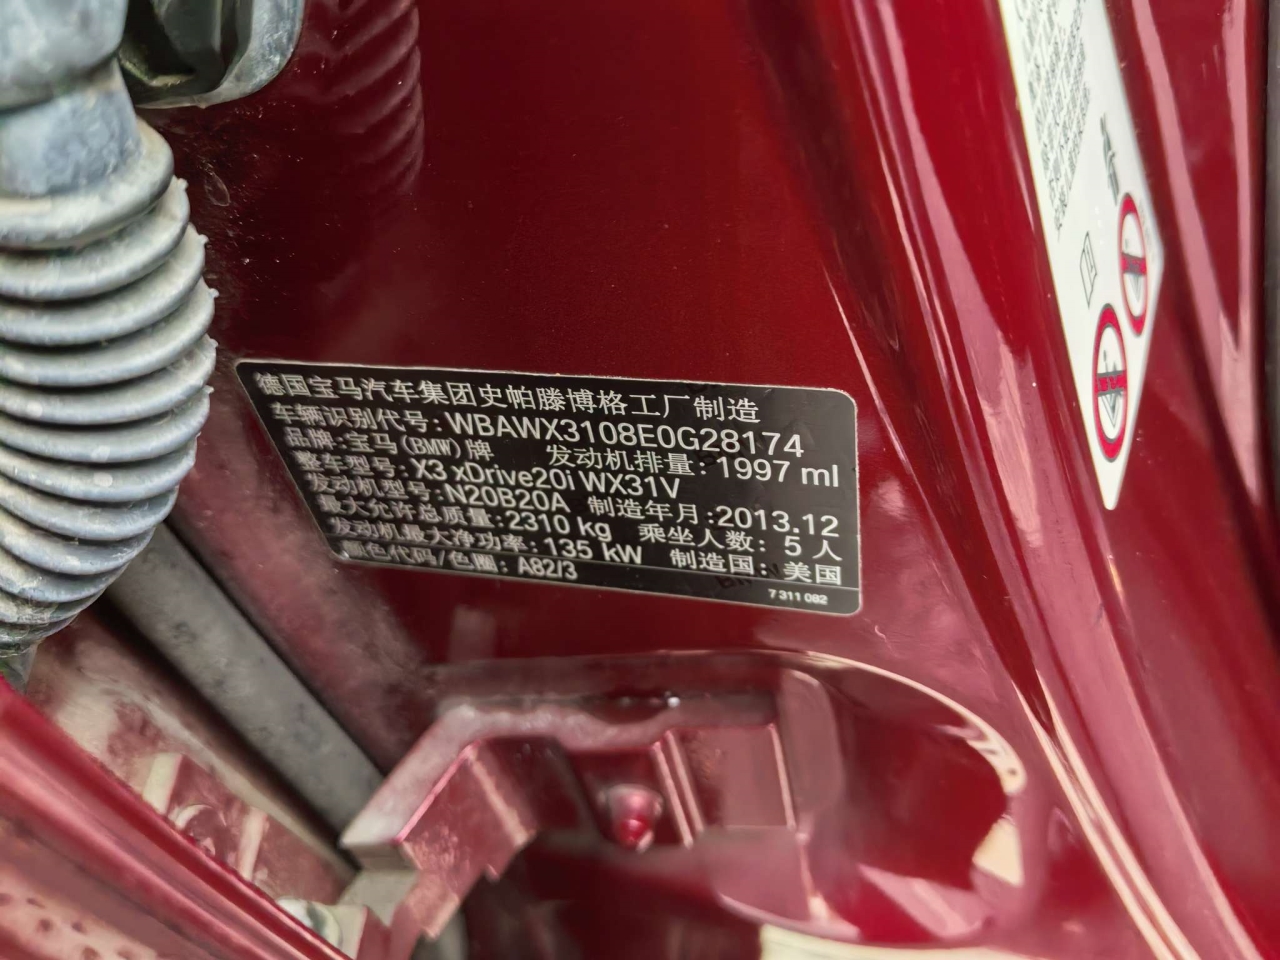 德国宝马汽车集团史帕滕博格工厂制造
车辆识别代号: WBAWX3108E0G28174
品牌:宝马(BMW)牌 发动机排量: 1997 ml
整车型号: X3 xDrive20i WX31V
发动机型号: N20B20A 制造年月:2013.12
最大允许总质量: 2310 kg 乘坐人数: 5 人
发动机最大净功率: 135 kW 制造国: 美国
颜色代码/色圈: A82/3
7 311 082